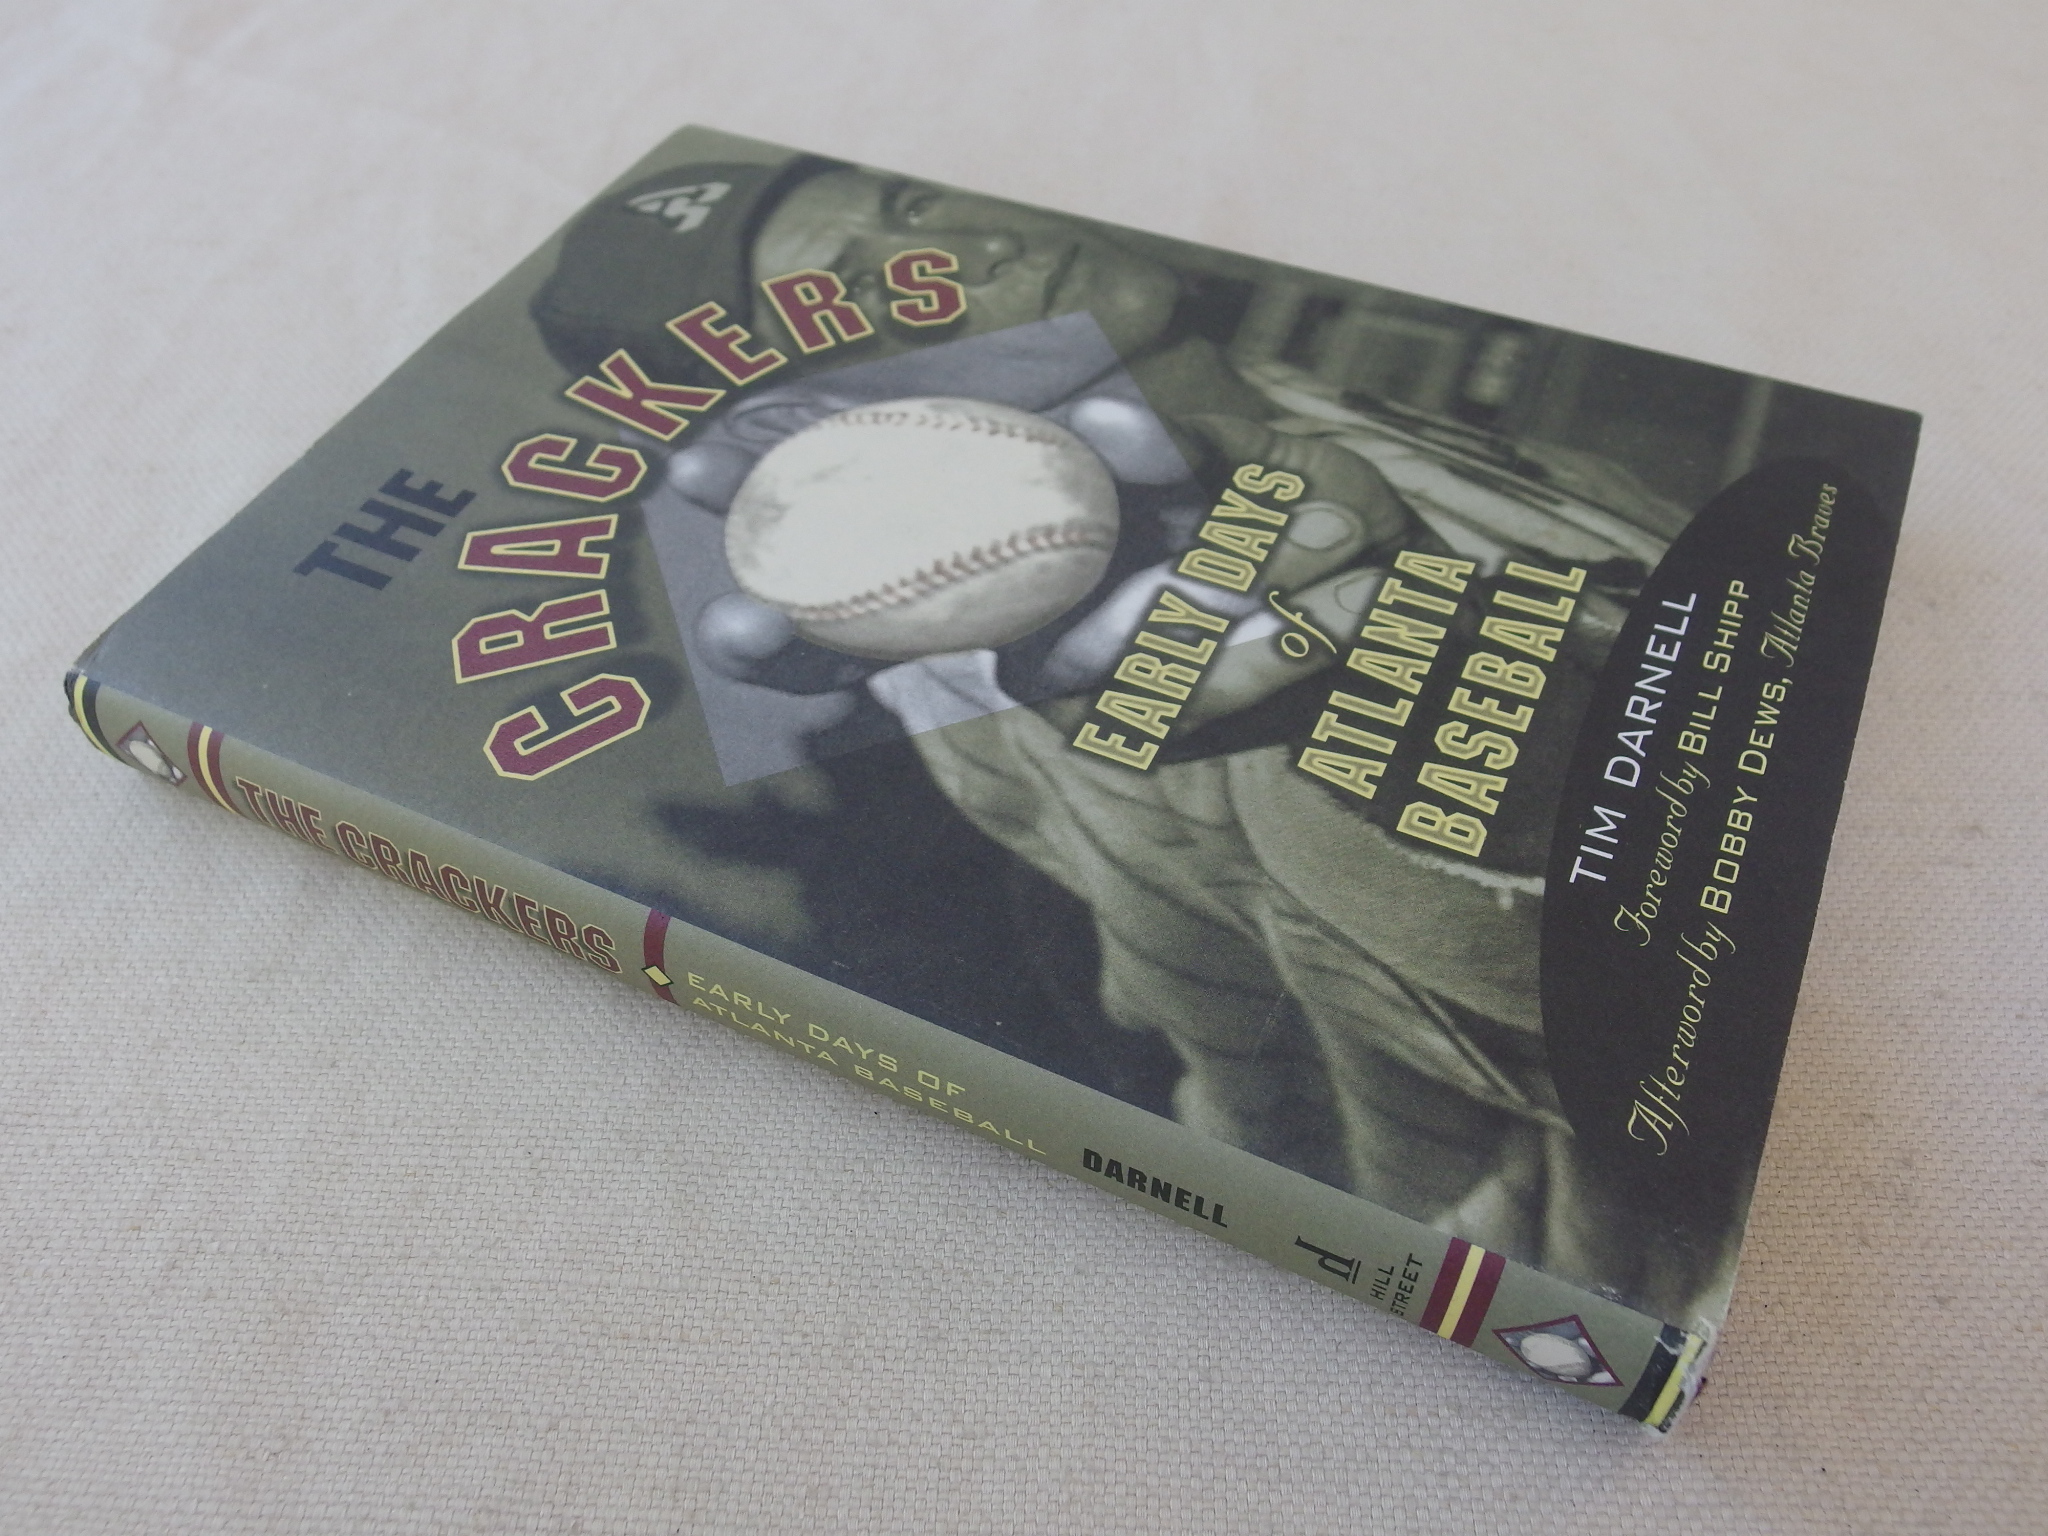 THE
CRACKERS
EARLY DAYS
of
ATLANTA
BASEBALL
TIM DARNELL
Foreword by BILL SHIPP
Afterword by BOBBY DEWS, Atlanta Braves
THE CRACKERS
EARLY DAYS OF
ATLANTA BASEBALL
DARNELL
HILL
STREET